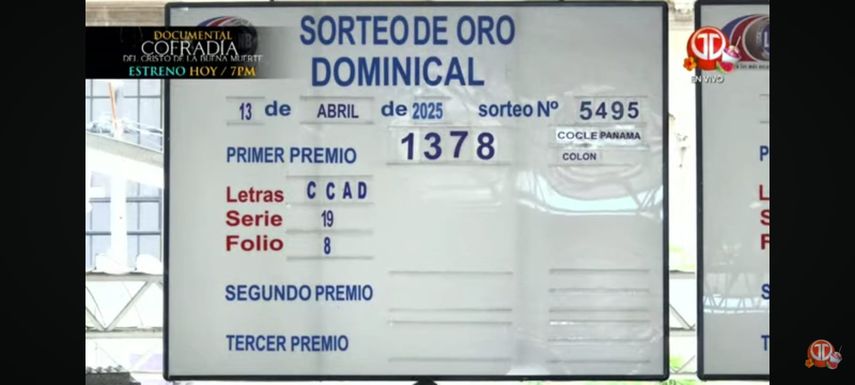 DOCUMENTAL
COFRADÍA
DEL CRISTO DE LA BUENA MUERTE
ESTRENO HOY / 7PM
SORTEO DE ORO
DOMINICAL
13 de ABRIL de 2025 sorteo Nº 5495
PRIMER PREMIO 1378 COCLE PANAMA
COLON
Letras C C A D
Serie 19
Folio 8
SEGUNDO PREMIO
TERCER PREMIO
EN VIVO